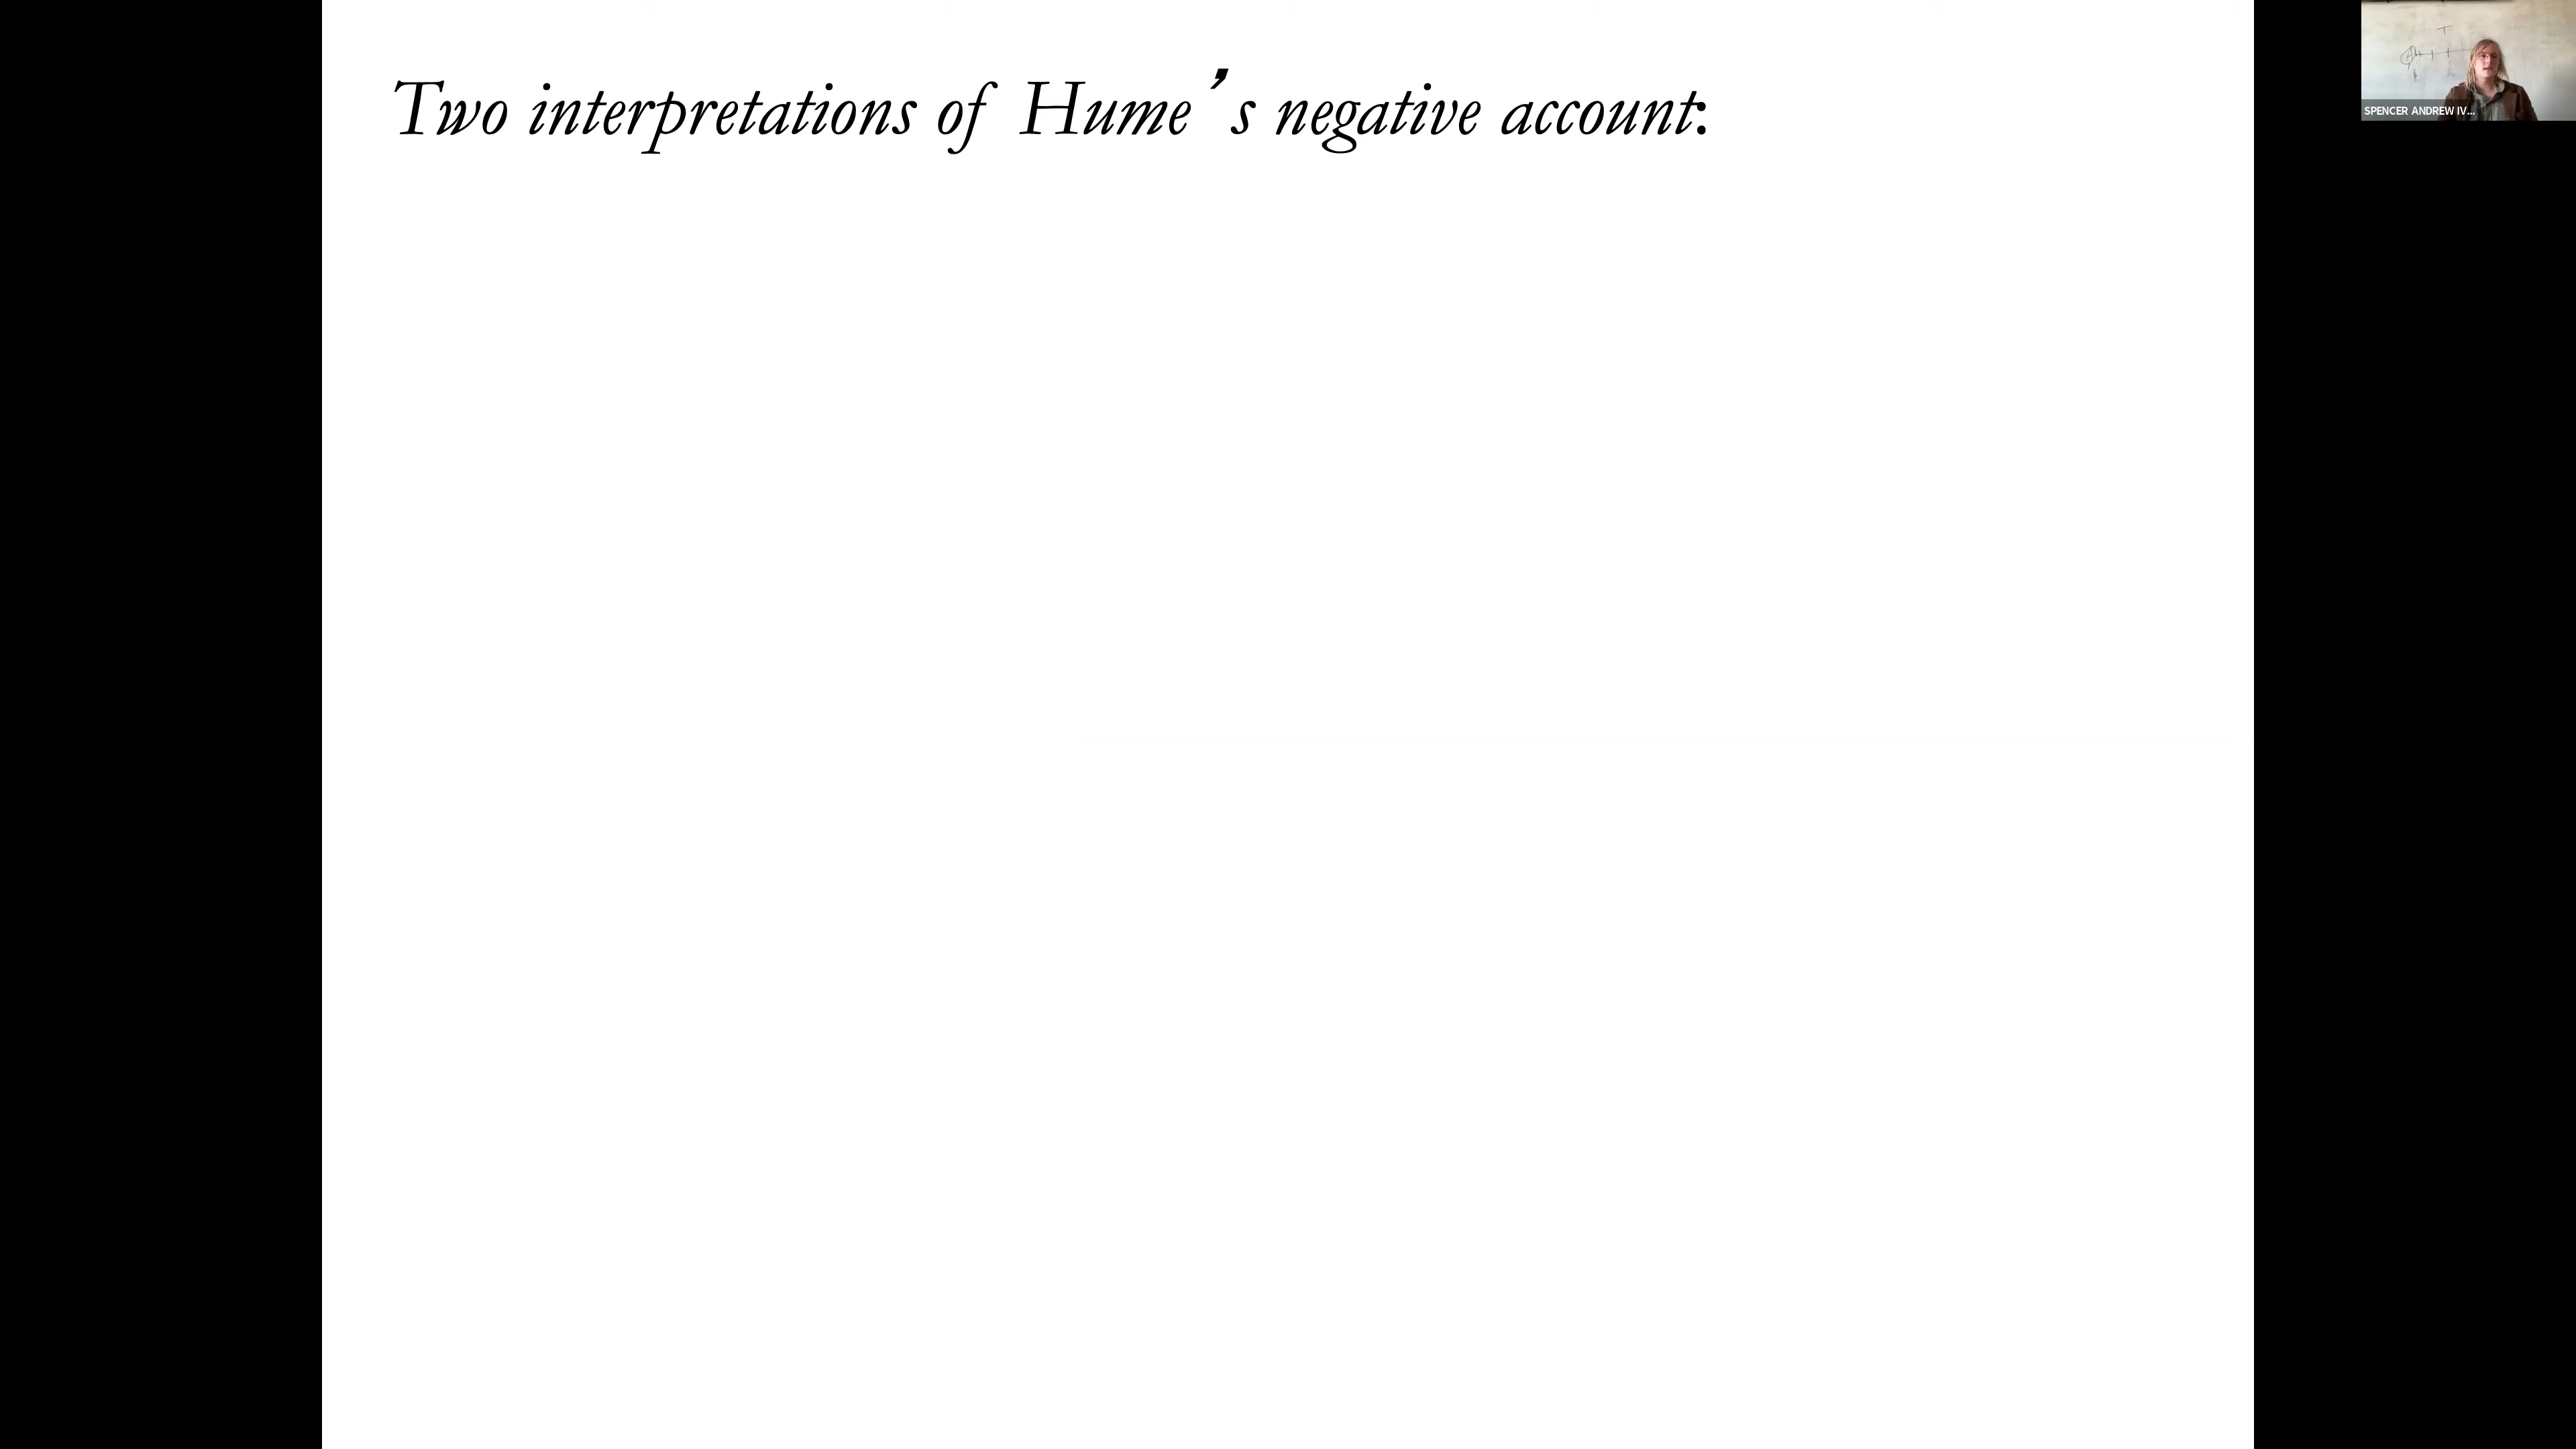 Two interpretations of Hume’s negative account:
SPENCER ANDREW IV...